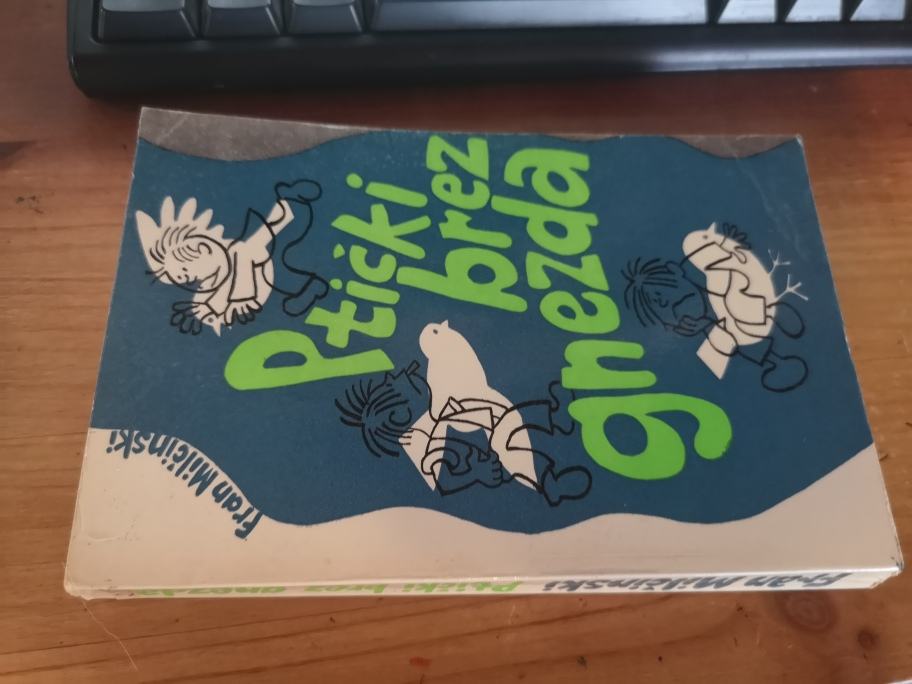 Fran Milčinski
Ptički
brez
gnezda
Fran Milčinski Ptički brez gnezda